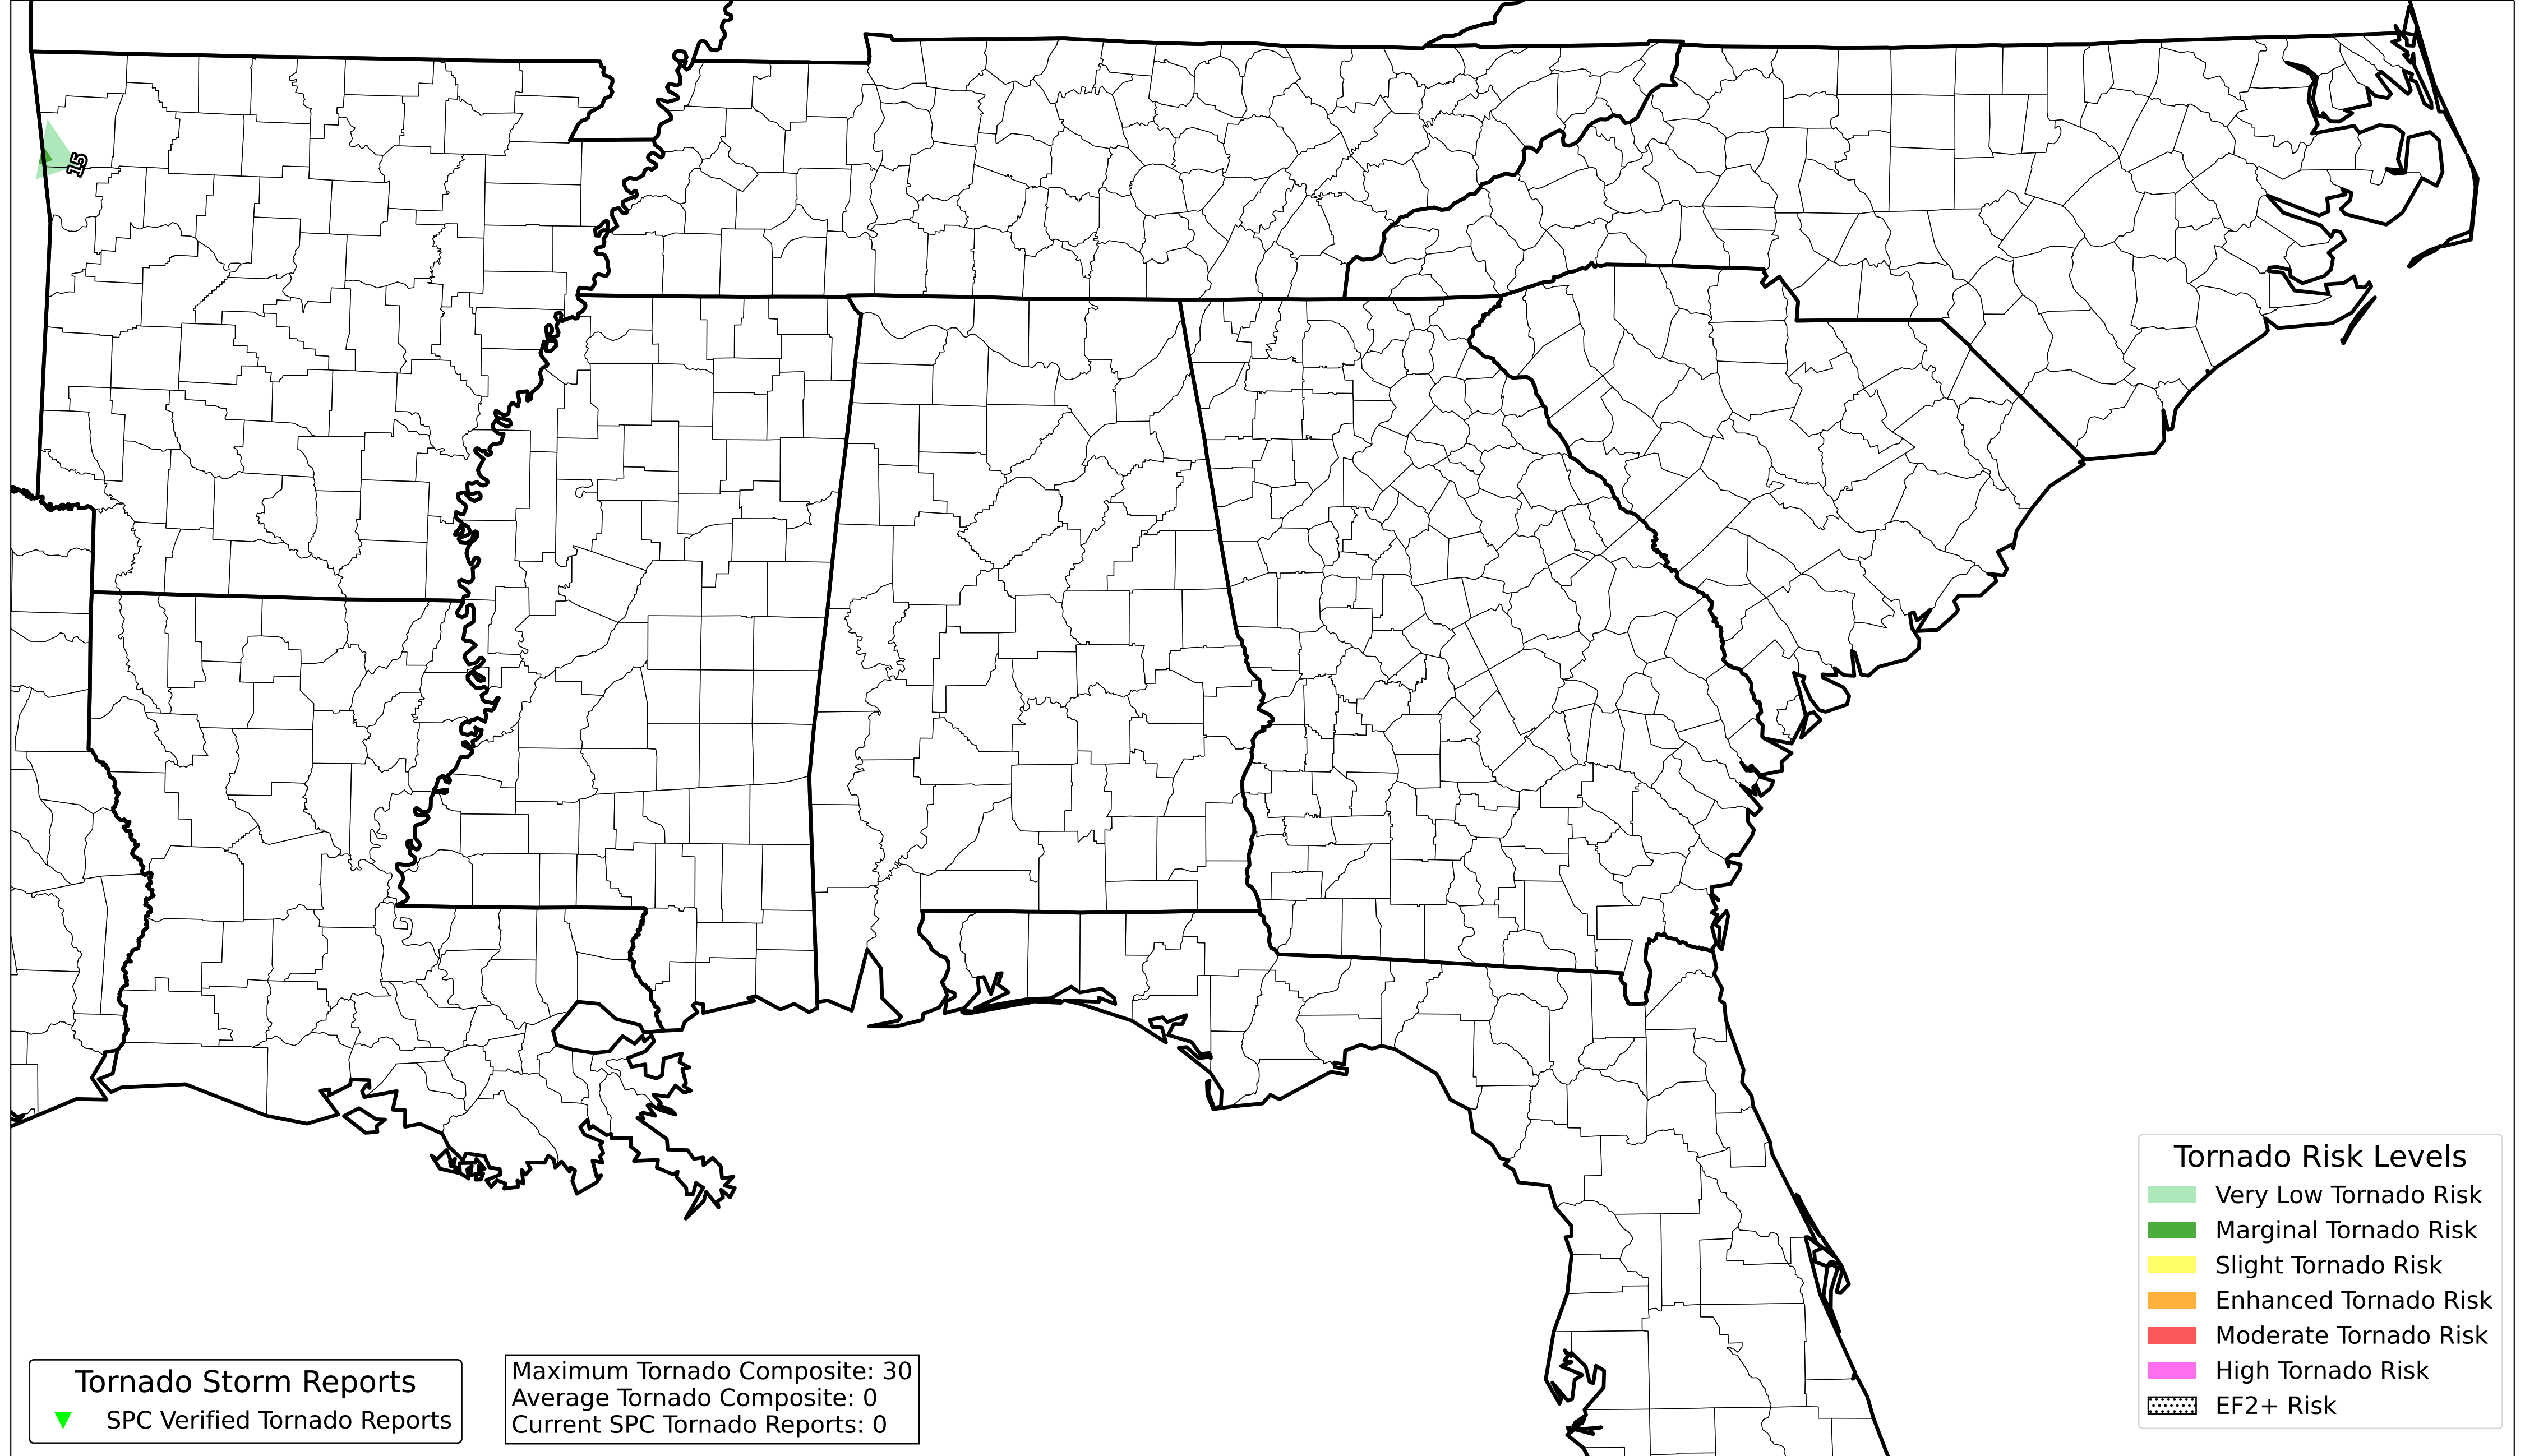 15
Tornado Storm Reports
SPC Verified Tornado Reports
Maximum Tornado Composite: 30
Average Tornado Composite: 0
Current SPC Tornado Reports: 0
Tornado Risk Levels
Very Low Tornado Risk
Marginal Tornado Risk
Slight Tornado Risk
Enhanced Tornado Risk
Moderate Tornado Risk
High Tornado Risk
EF2+ Risk